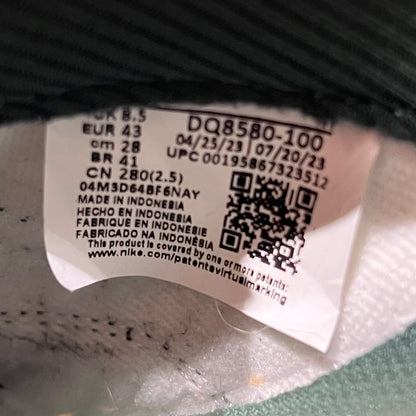 UK 8.5
EUR 43
cm 28
BR 41
CN 280(2.5)
04M3D64BF6NAY
DQ8580-100
04/25/23 | 07/20/23
UPC 00195867323512
MADE IN INDONESIA
HECHO EN INDONESIA
FABRIQUE EN INDONESIE
FABRICADO NA INDONÉSIA
This product is covered by one or more patents:
www.nike.com/patentsvirtualmarking